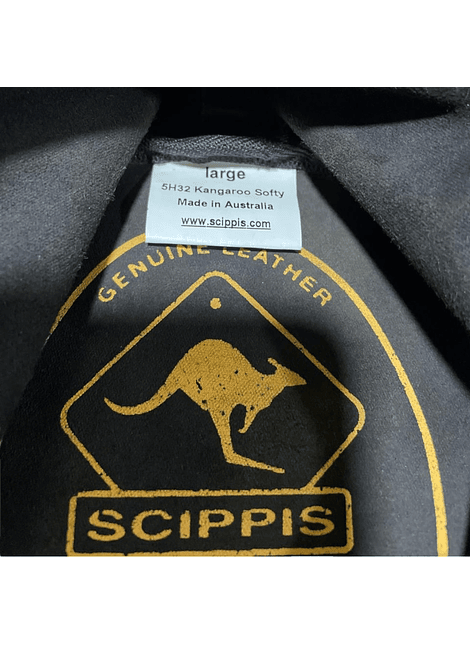 large
5H32 Kangaroo Softy
Made in Australia
www.scippis.com
GENUINE LEATHER
SCIPPIS